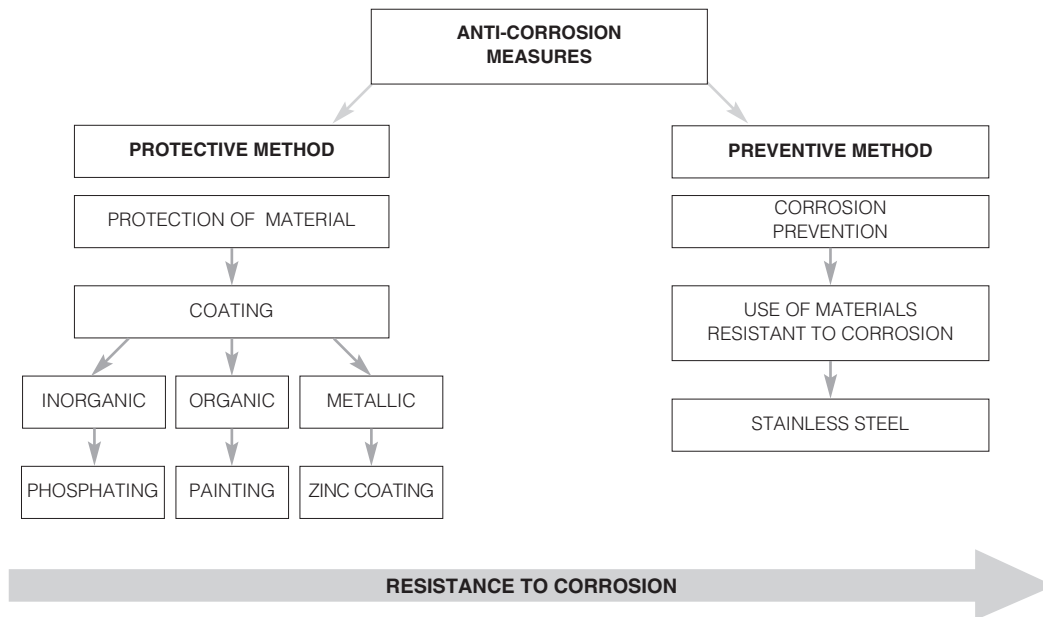 ANTI-CORROSION
MEASURES
PROTECTIVE METHOD
PREVENTIVE METHOD
PROTECTION OF MATERIAL
CORROSION
PREVENTION
COATING
USE OF MATERIALS
RESISTANT TO CORROSION
INORGANIC
ORGANIC
METALLIC
STAINLESS STEEL
PHOSPHATING
PAINTING
ZINC COATING
RESISTANCE TO CORROSION